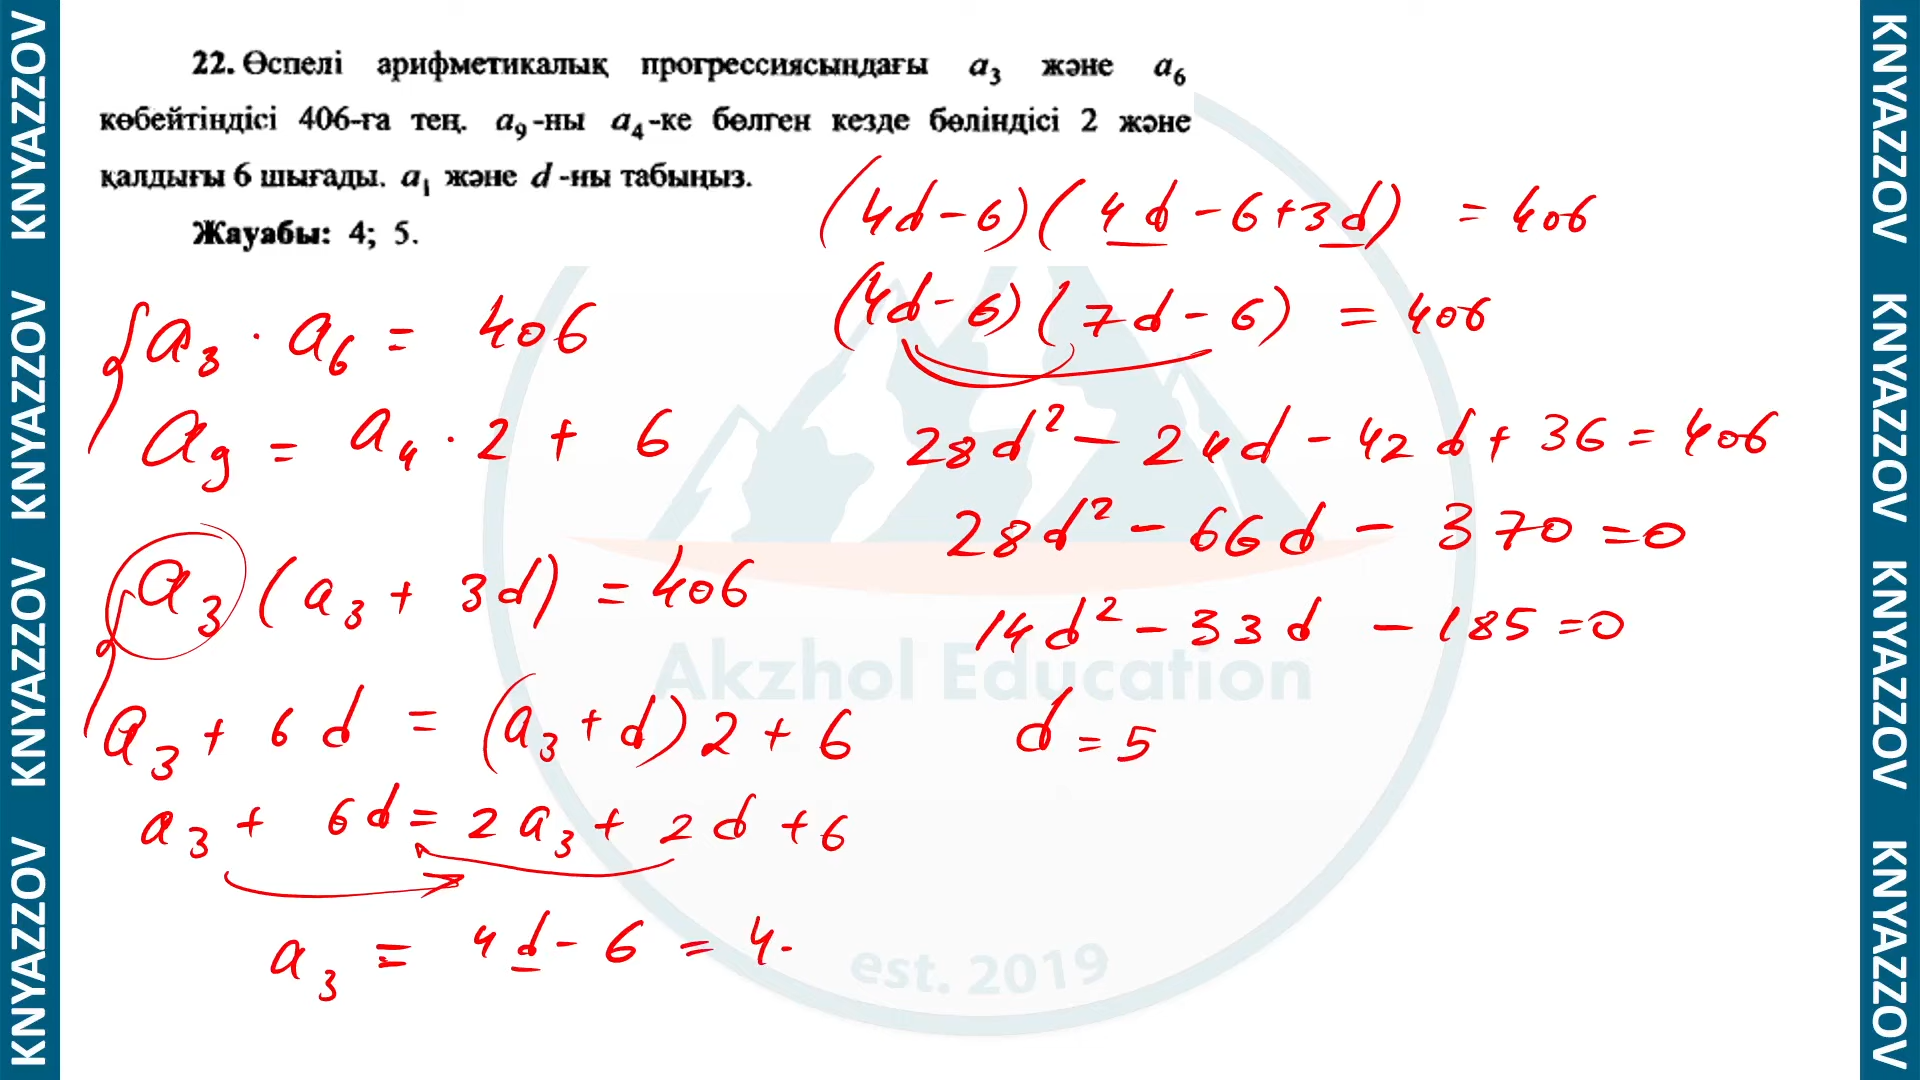 22. Өспелі арифметикалық прогрессиясындағы a₃ және a₆
көбейтіндісі 406-ға тең. a₉-ны a₄-ке бөлген кезде бөліндісі 2 және
қалдығы 6 шығады. a₁ және d-ны табыңыз.
Жауабы: 4; 5.
a₃ · a₆ = 406
a₉ = a₄ · 2 + 6
a₃ (a₃ + 3d) = 406
a₃ + 6d = (a₃ + d) 2 + 6
a₃ + 6d = 2a₃ + 2d + 6
a₃ = 4d - 6 = 4·
(4d - 6)(4d - 6 + 3d) = 406
(4d - 6)(7d - 6) = 406
28d² - 24d - 42d + 36 = 406
28d² - 66d - 370 = 0
14d² - 33d - 185 = 0
d = 5
Akzhol Education
est. 2019
KNYAZZOV KNYAZZOV KNYAZZOV KNYAZZOV
KNYAZZOV KNYAZZOV KNYAZZOV KNYAZZOV